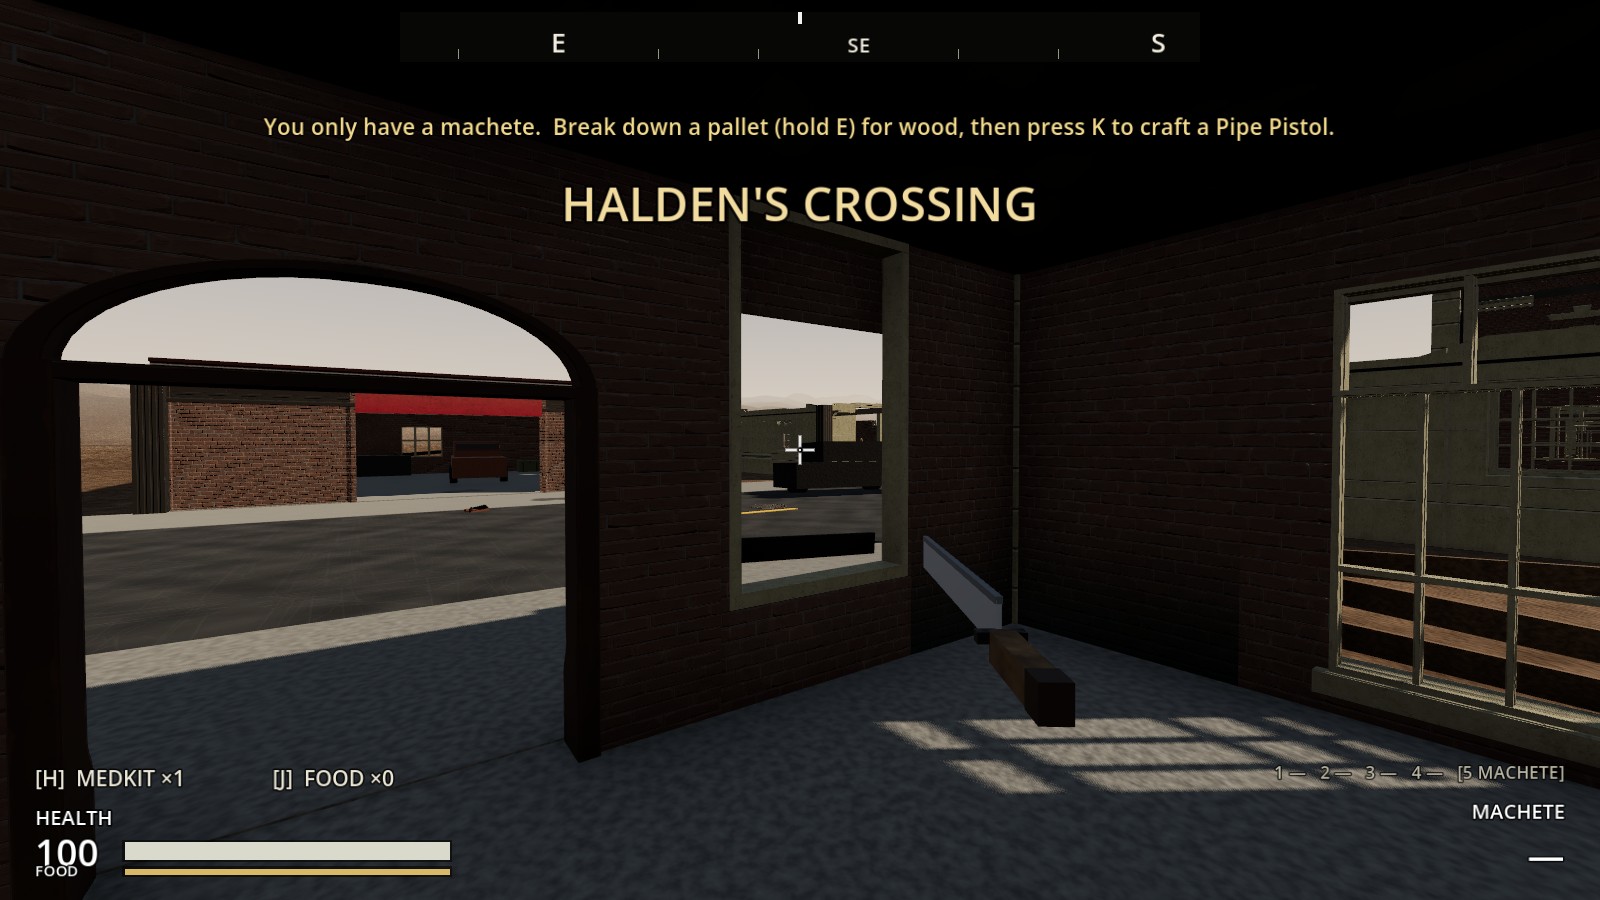 E SE S
You only have a machete. Break down a pallet (hold E) for wood, then press K to craft a Pipe Pistol.
HALDEN'S CROSSING
[H] MEDKIT ×1 [J] FOOD ×0
1 — 2 — 3 — 4 — [5 MACHETE]
HEALTH
MACHETE
100
FOOD
—